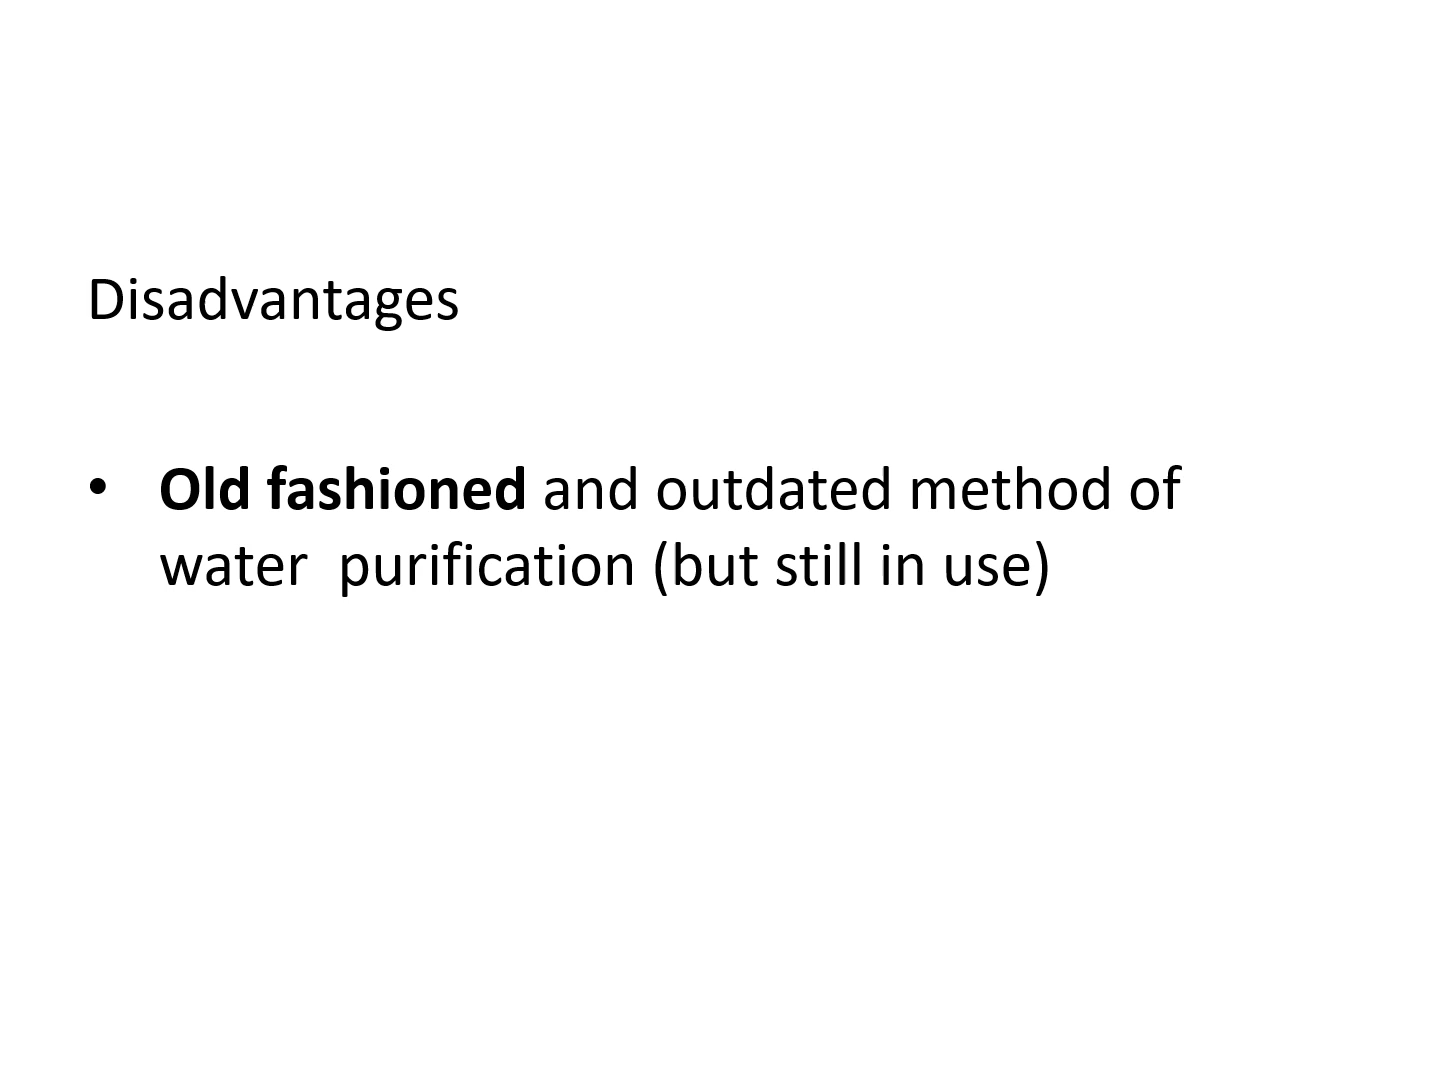 Disadvantages
• Old fashioned and outdated method of
water  purification (but still in use)